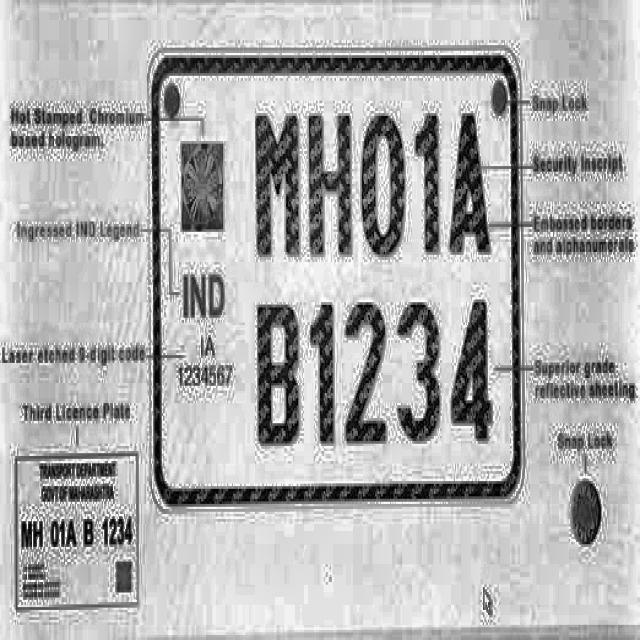 Hot Stamped Chromium
based hologram.
Ingressed IND Legend
Laser etched 9-digit code
Third Licence Plate
TRANSPORT DEPARTMENT
GOVT OF MAHARASHTRA
MH 01A B 1234
MH01A
B1234
IND
IA
1234567
Snap Lock
Security Inscript.
Embossed borders
and alphanumerals
Superior grade
reflective sheeting
Snap Lock